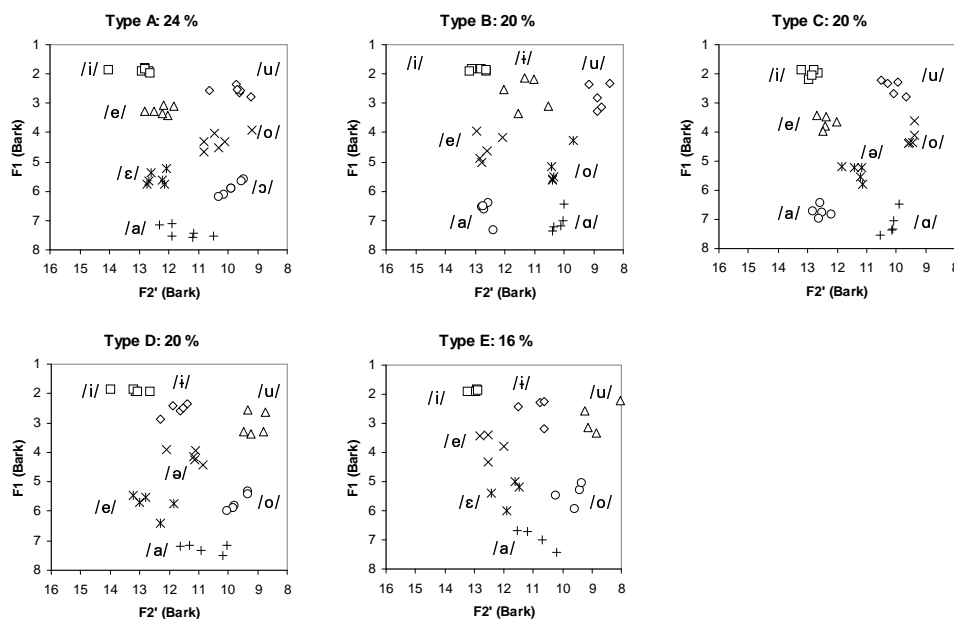 Type A: 24 %
1
2
3
4
5
6
7
8
F1 (Bark)
/i/
/u/
/e/
/o/
/ɛ/
/ɔ/
/a/
16 15 14 13 12 11 10 9 8
F2' (Bark)
Type B: 20 %
1
2
3
4
5
6
7
8
F1 (Bark)
/i/
/ɨ/
/u/
/e/
/o/
/a/
/ɑ/
16 15 14 13 12 11 10 9 8
F2' (Bark)
Type C: 20 %
1
2
3
4
5
6
7
8
F1 (Bark)
/i/
/u/
/e/
/o/
/ə/
/a/
/ɑ/
16 15 14 13 12 11 10 9 8
F2' (Bark)
Type D: 20 %
1
2
3
4
5
6
7
8
F1 (Bark)
/i/
/ɨ/
/u/
/ə/
/e/
/o/
/a/
16 15 14 13 12 11 10 9 8
F2' (Bark)
Type E: 16 %
1
2
3
4
5
6
7
8
F1 (Bark)
/i/
/ɨ/
/u/
/e/
/ɛ/
/o/
/a/
16 15 14 13 12 11 10 9 8
F2' (Bark)